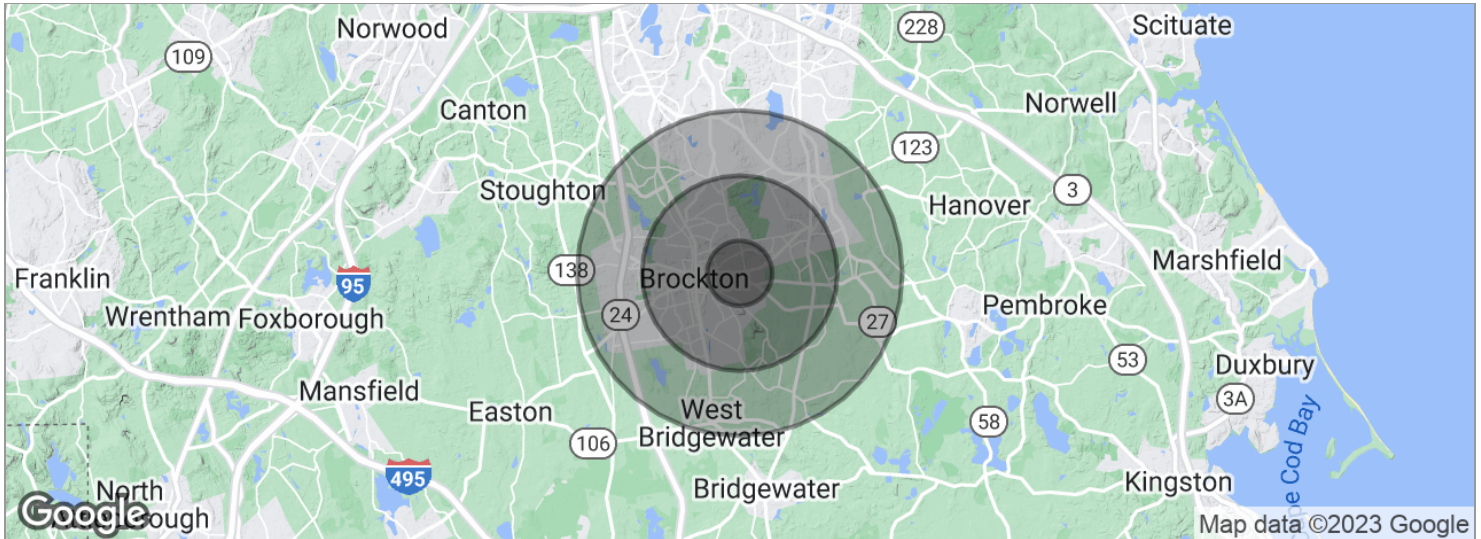 Norwood
228
Scituate
109
Canton
Norwell
123
Stoughton
3
Hanover
138
Brockton
Marshfield
Franklin
95
Wrentham
Foxborough
24
27
Pembroke
53
Duxbury
Mansfield
3A
Easton
West
Bridgewater
58
106
Cod Bay
495
Kingston
Bridgewater
North
Google
Map data ©2023 Google